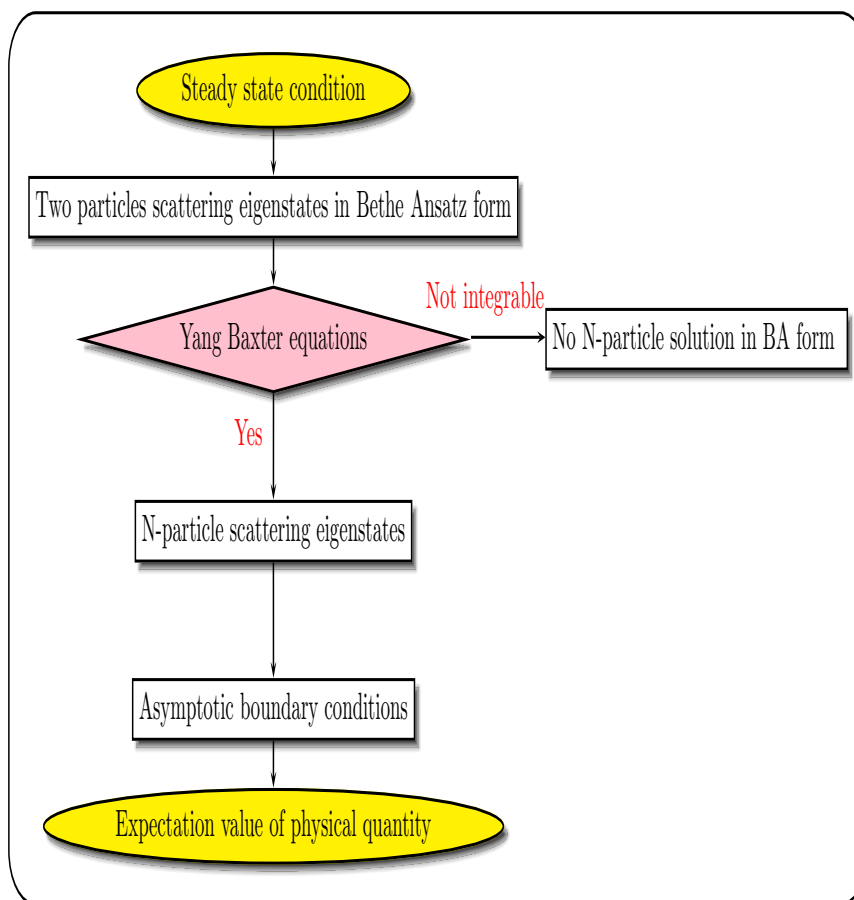 Steady state condition
Two particles scattering eigenstates in Bethe Ansatz form
Not integrable
Yang Baxter equations
No N-particle solution in BA form
Yes
N-particle scattering eigenstates
Asymptotic boundary conditions
Expectation value of physical quantity